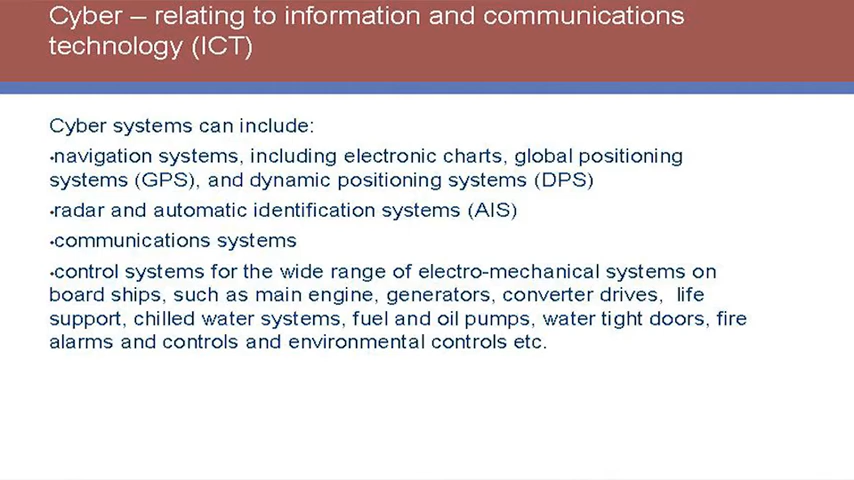 Cyber – relating to information and communications
technology (ICT)
Cyber systems can include:
•navigation systems, including electronic charts, global positioning
systems (GPS), and dynamic positioning systems (DPS)
•radar and automatic identification systems (AIS)
•communications systems
•control systems for the wide range of electro-mechanical systems on
board ships, such as main engine, generators, converter drives, life
support, chilled water systems, fuel and oil pumps, water tight doors, fire
alarms and controls and environmental controls etc.